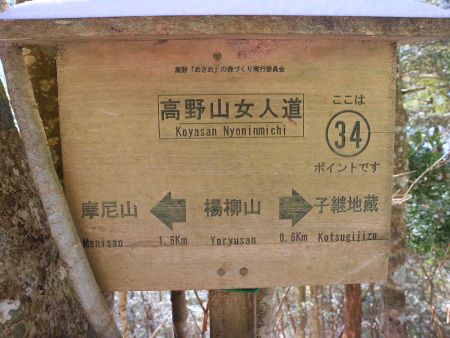 高野「めざめ」の森づくり実行委員会
高野山女人道
Koyasan Nyoninmichi
ここは
34
ポイントです
摩尼山 楊柳山 子継地蔵
Manisan 1.6Km Yoryusan 0.6Km Kotsugijizo